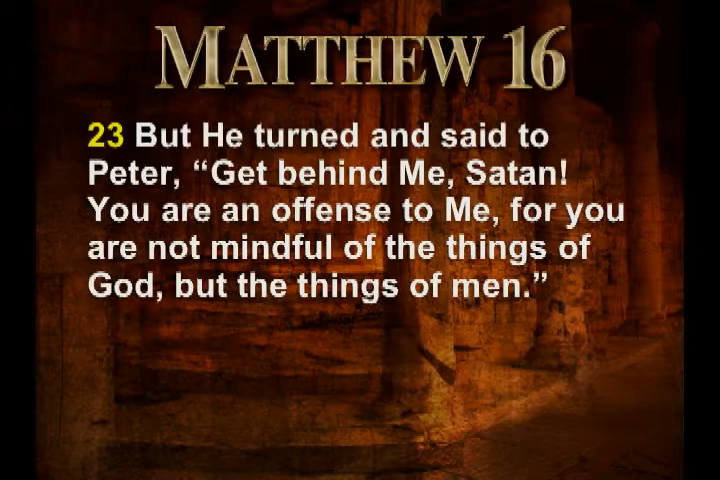 MATTHEW 16
23 But He turned and said to
Peter, “Get behind Me, Satan!
You are an offense to Me, for you
are not mindful of the things of
God, but the things of men.”